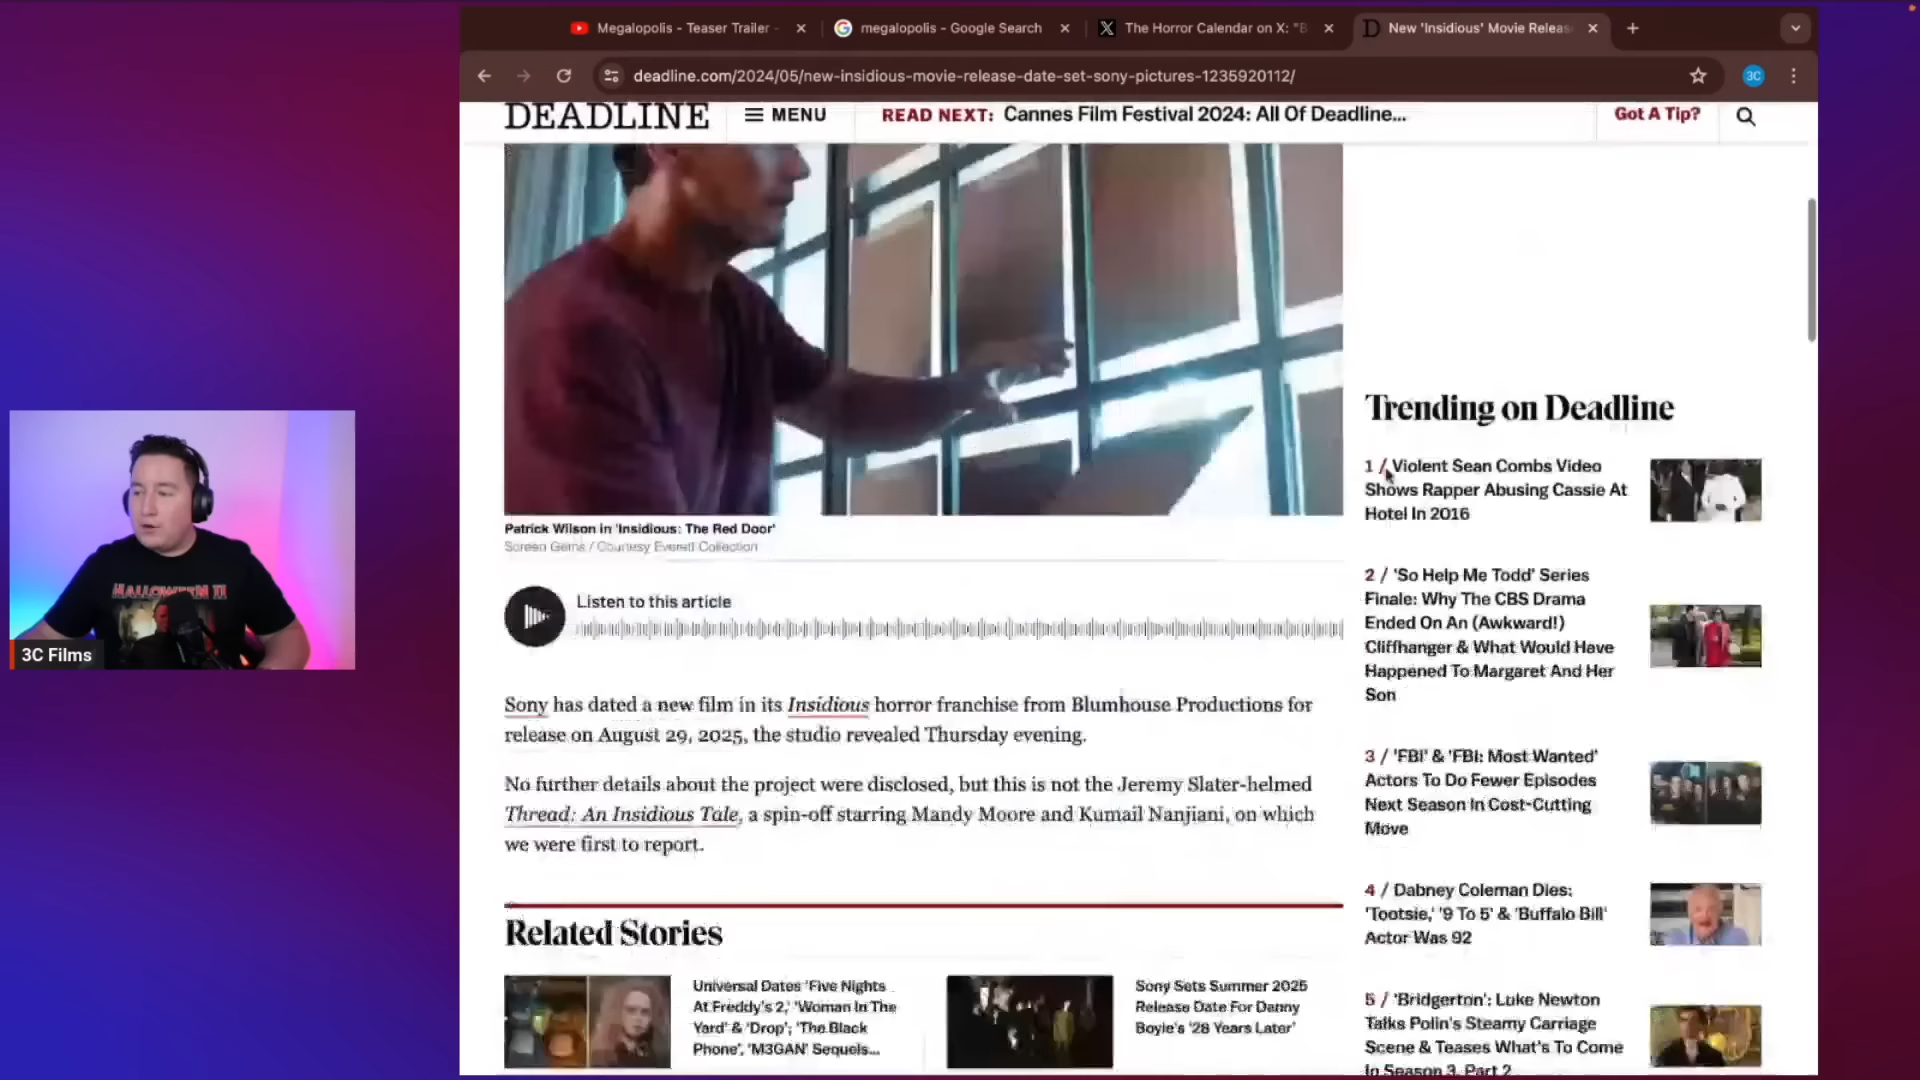 Megalopolis - Teaser Trailer -
megalopolis - Google Search
The Horror Calendar on X: "B
New 'Insidious' Movie Releas
deadline.com/2024/05/new-insidious-movie-release-date-set-sony-pictures-1235920112/
3C
DEADLINE
MENU
READ NEXT: Cannes Film Festival 2024: All Of Deadline...
Got A Tip?
Patrick Wilson in 'Insidious: The Red Door'
Screen Gems / Courtesy Everett Collection
Listen to this article
Sony has dated a new film in its Insidious horror franchise from Blumhouse Productions for
release on August 29, 2025, the studio revealed Thursday evening.
No further details about the project were disclosed, but this is not the Jeremy Slater-helmed
Thread: An Insidious Tale, a spin-off starring Mandy Moore and Kumail Nanjiani, on which
we were first to report.
Related Stories
Universal Dates 'Five Nights
At Freddy's 2,' 'Woman In The
Yard' & 'Drop'; 'The Black
Phone', 'M3GAN' Sequels...
Sony Sets Summer 2025
Release Date For Danny
Boyle's '28 Years Later'
Trending on Deadline
1 / Violent Sean Combs Video
Shows Rapper Abusing Cassie At
Hotel In 2016
2 / 'So Help Me Todd' Series
Finale: Why The CBS Drama
Ended On An (Awkward!)
Cliffhanger & What Would Have
Happened To Margaret And Her
Son
3 / 'FBI' & 'FBI: Most Wanted'
Actors To Do Fewer Episodes
Next Season In Cost-Cutting
Move
4 / Dabney Coleman Dies:
'Tootsie,' '9 To 5' & 'Buffalo Bill'
Actor Was 92
5 / 'Bridgerton': Luke Newton
Talks Polin's Steamy Carriage
Scene & Teases What's To Come
In Season 3, Part 2
HALLOWEEN II
3C Films